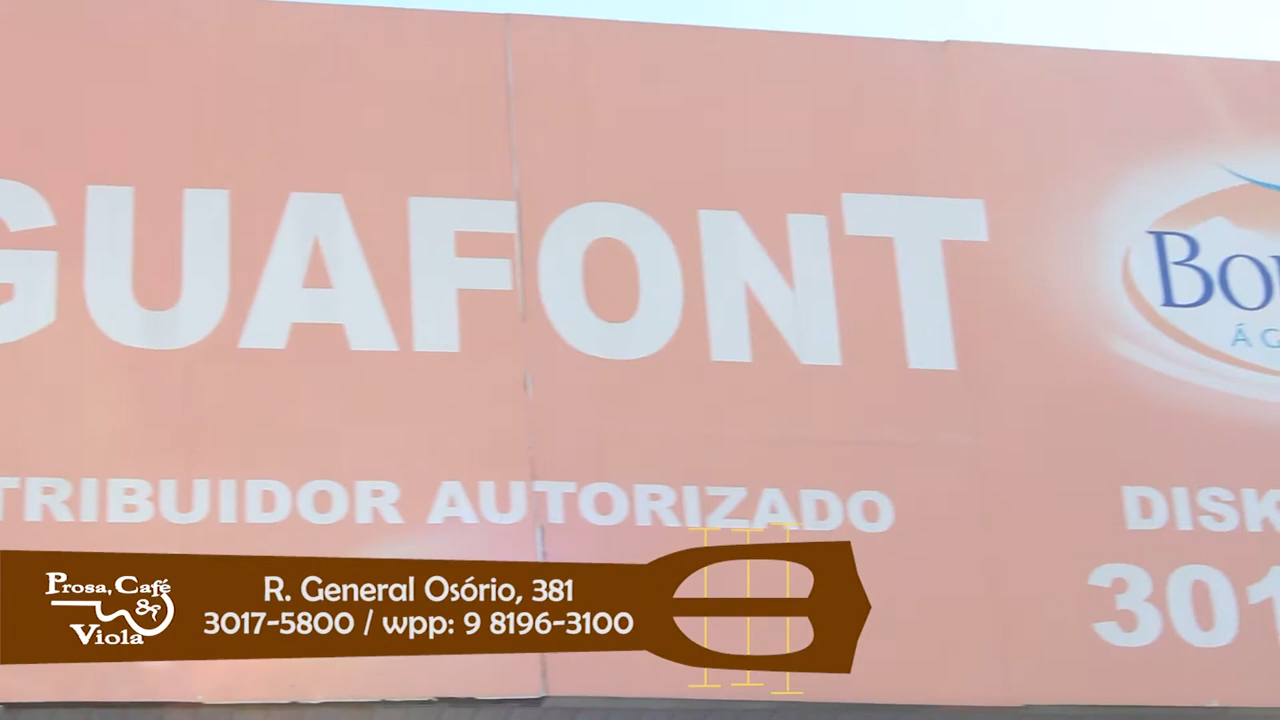 GUAFONT
Bo
Á G
TRIBUIDOR AUTORIZADO
DISK
301
Prosa, Café
&
Viola
R. General Osório, 381
3017-5800 / wpp: 9 8196-3100